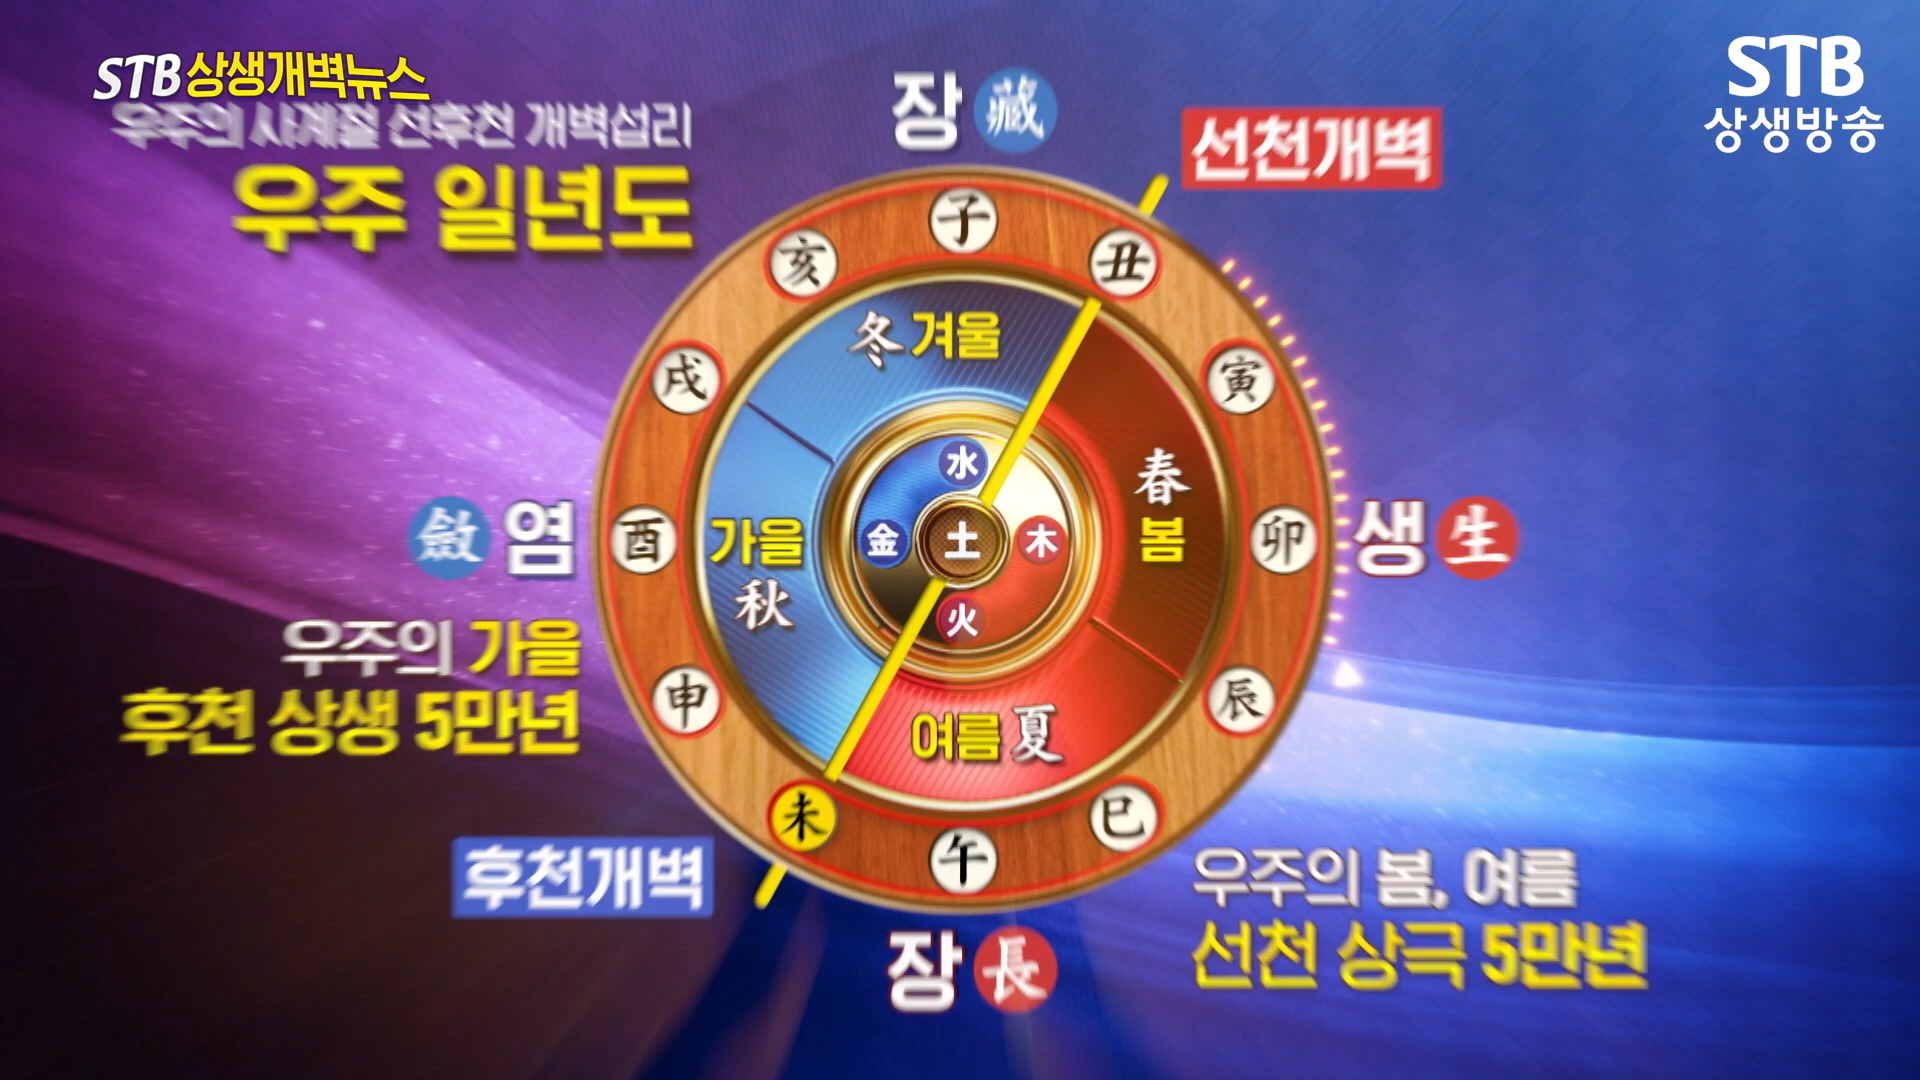 STB상생개벽뉴스
STB
상생방송
우주의 사계절 선후천 개벽섭리
우주 일년도
장 藏
선천개벽
子
亥
丑
戌
寅
酉
卯
申
辰
未
巳
午
冬 겨울
春
봄
가을
秋
여름 夏
水
金
土
木
火
斂 염
생 生
우주의 가을
후천 상생 5만년
후천개벽
장 長
우주의 봄, 여름
선천 상극 5만년